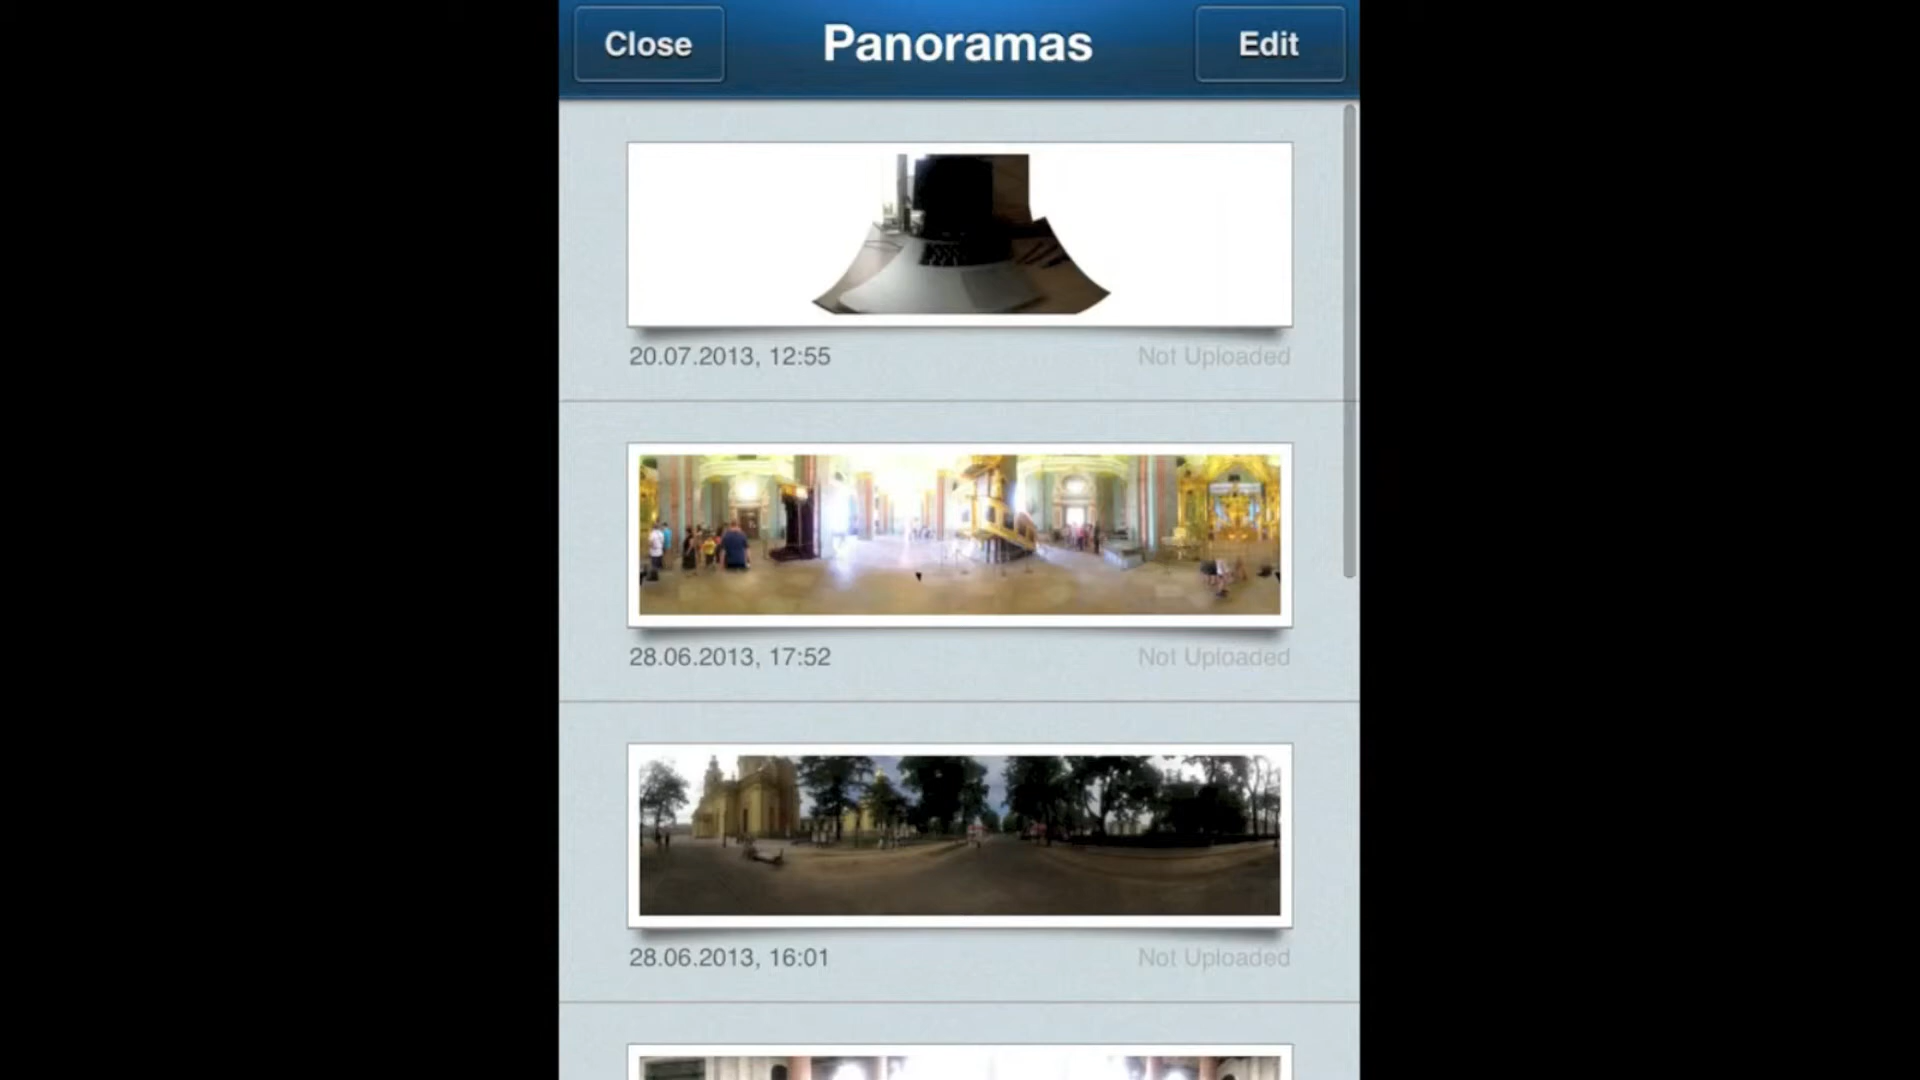 Close Panoramas Edit
20.07.2013, 12:55 Not Uploaded
28.06.2013, 17:52 Not Uploaded
28.06.2013, 16:01 Not Uploaded